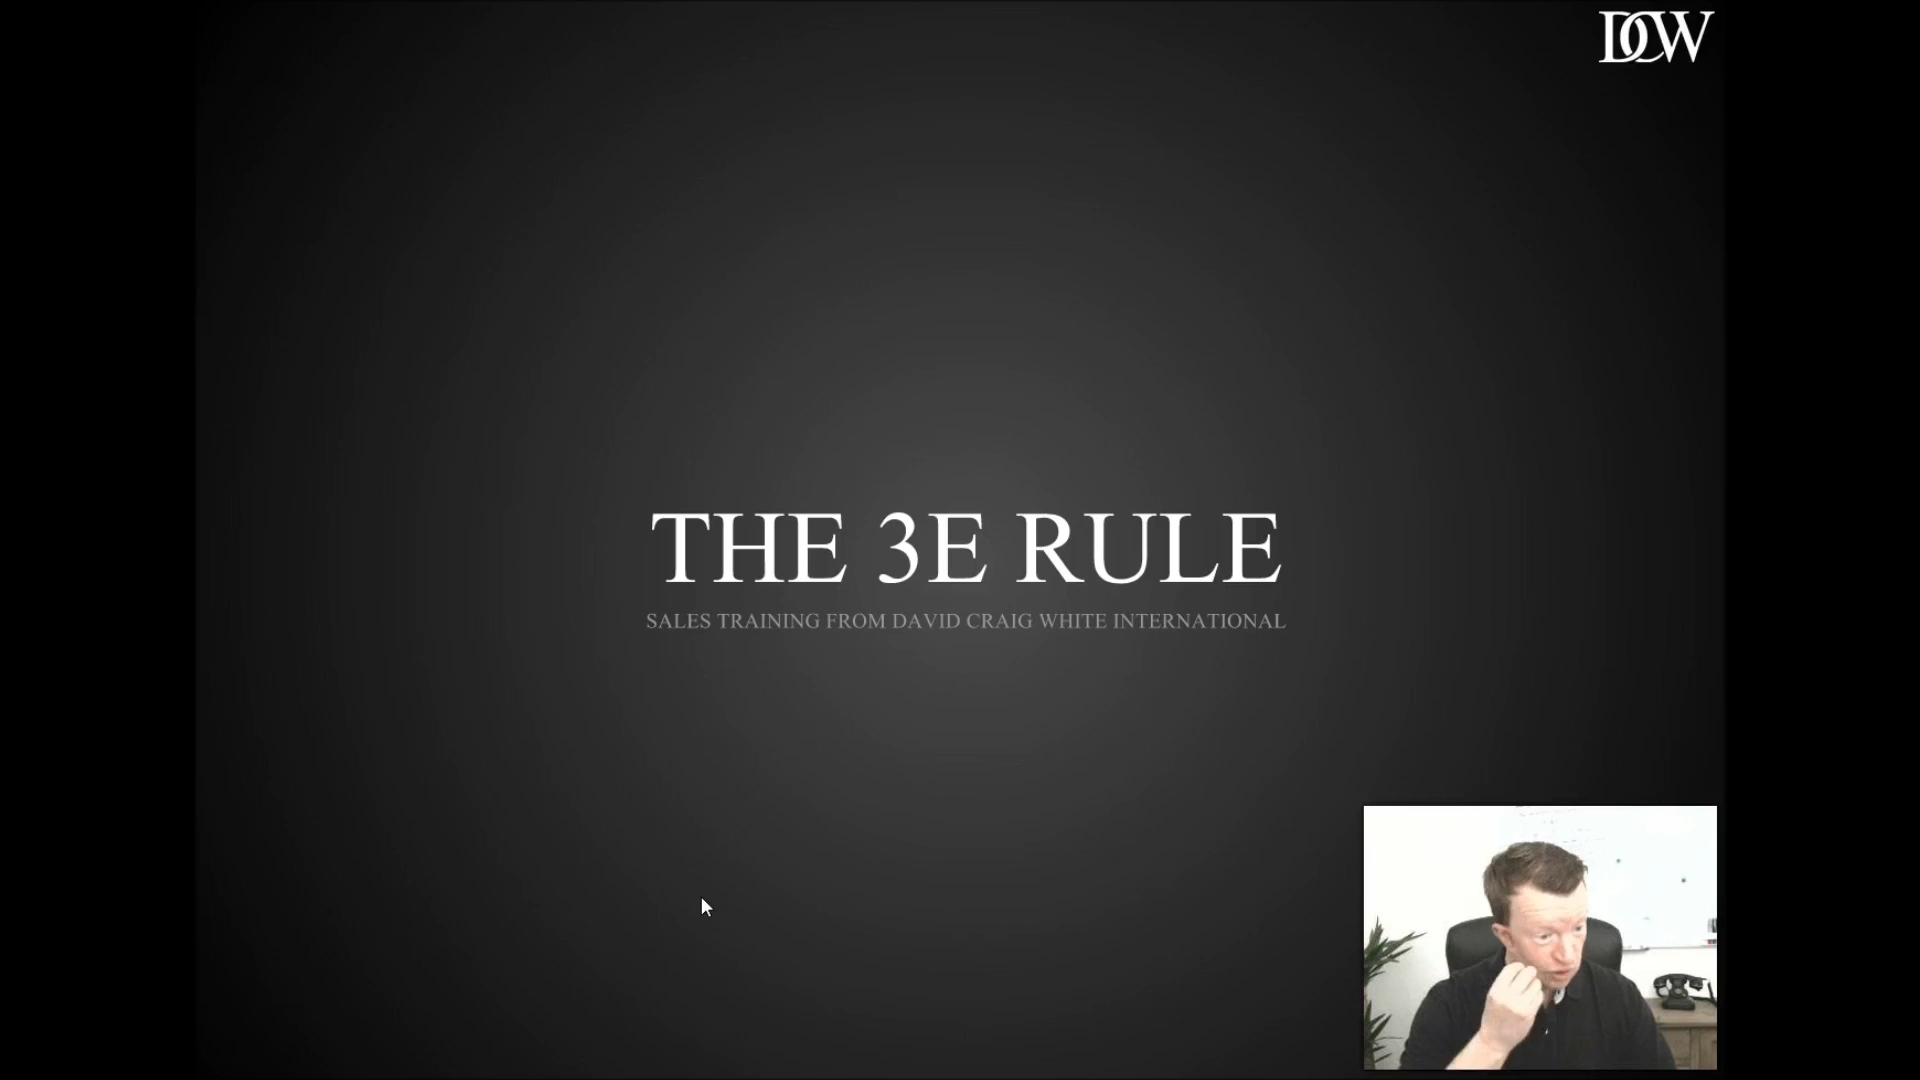 DCW
THE 3E RULE
SALES TRAINING FROM DAVID CRAIG WHITE INTERNATIONAL